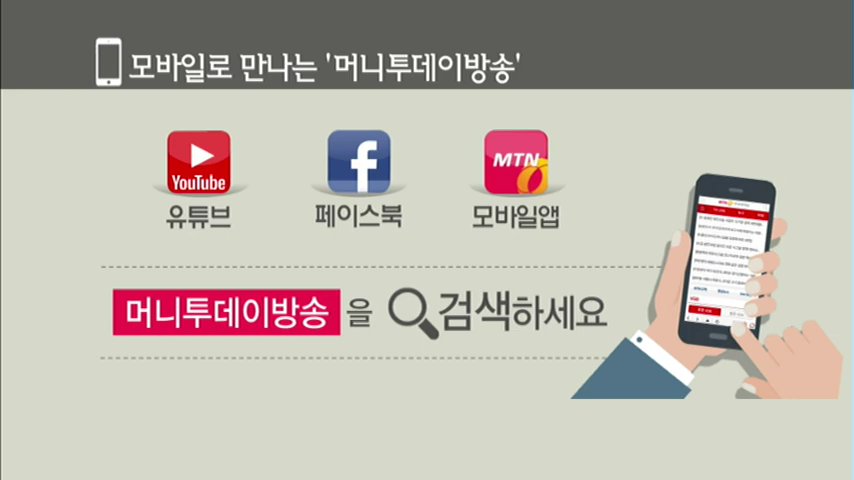 모바일로 만나는 '머니투데이방송'
YouTube
MTN
유튜브
페이스북
모바일앱
머니투데이방송을 검색하세요